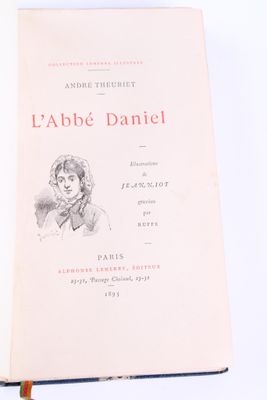 COLLECTION LEMERRE ILLUSTRÉE
ANDRÉ THEURIET
L'Abbé Daniel
Illustrations
de
JEANNIOT
gravées
par
RUFFE
PARIS
ALPHONSE LEMERRE, ÉDITEUR
23-31, Passage Choiseul, 23-31
1893